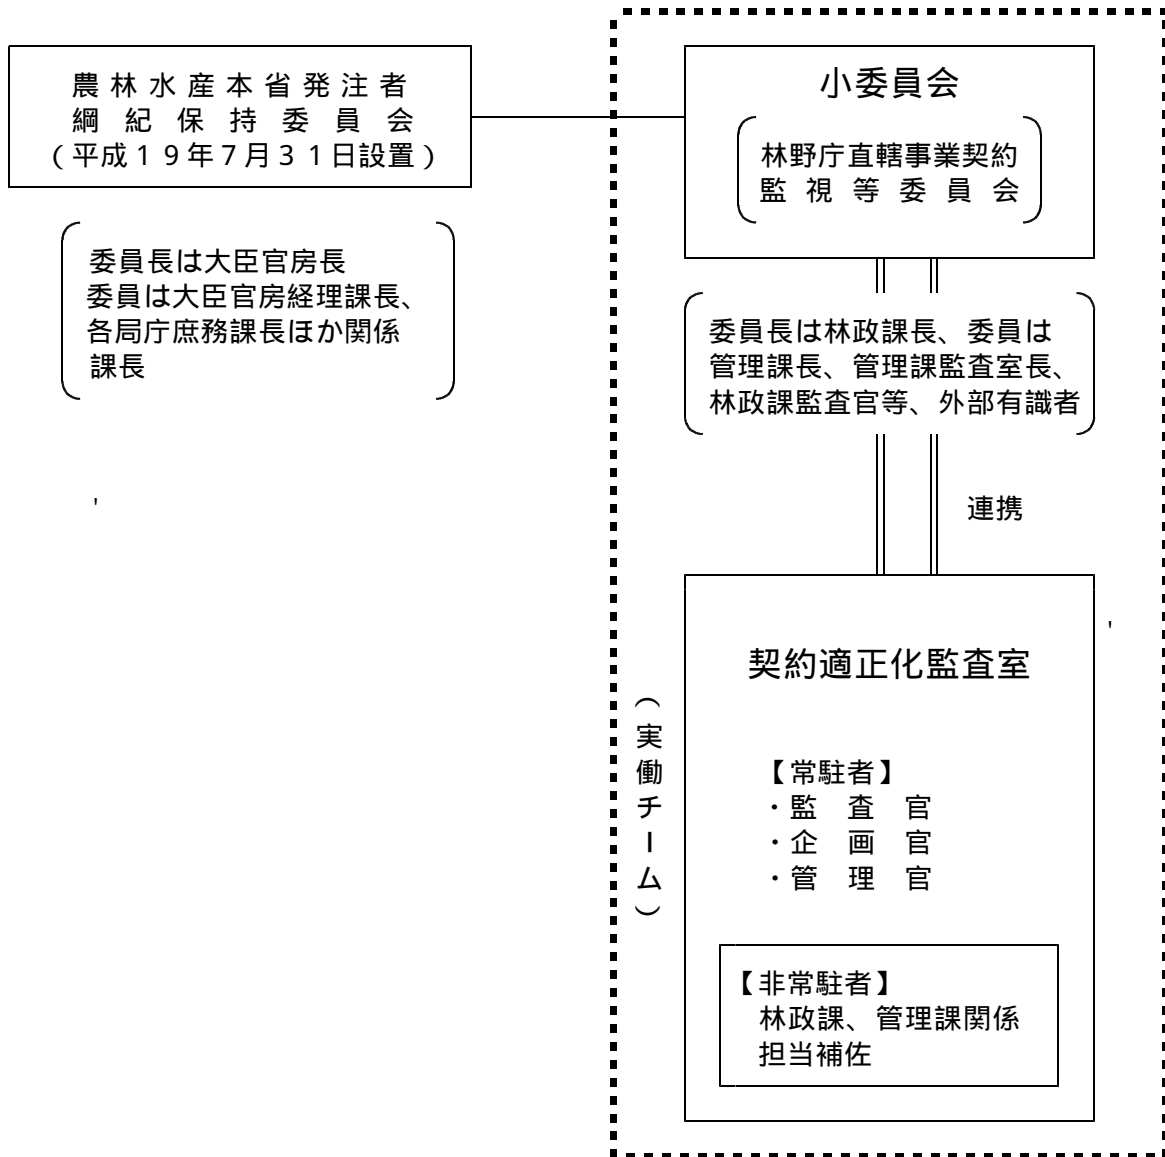 農林水産本省発注者
綱紀保持委員会
(平成19年7月31日設置)
委員長は大臣官房長
委員は大臣官房経理課長、
各局庁庶務課長ほか関係
課長
小委員会
林野庁直轄事業契約
監視等委員会
委員長は林政課長、委員は
管理課長、管理課監査室長、
林政課監査官等、外部有識者
連携
(実働チーム)
契約適正化監査室
【常駐者】
・監査官
・企画官
・管理官
【非常駐者】
林政課、管理課関係
担当補佐